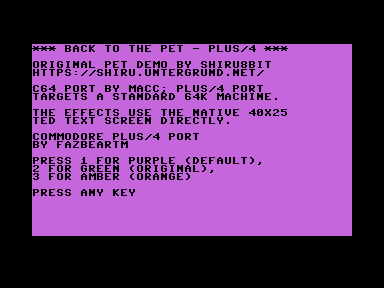 *** BACK TO THE PET - PLUS/4 ***
ORIGINAL PET DEMO BY SHIRU8BIT
HTTPS://SHIRU.UNTERGRUND.NET/
C64 PORT BY MACC; PLUS/4 PORT
TARGETS A STANDARD 64K MACHINE.
THE EFFECTS USE THE NATIVE 40X25
TED TEXT SCREEN DIRECTLY.
COMMODORE PLUS/4 PORT
BY FAZBEARTM
PRESS 1 FOR PURPLE (DEFAULT),
2 FOR GREEN (ORIGINAL),
3 FOR AMBER (ORANGE)
PRESS ANY KEY